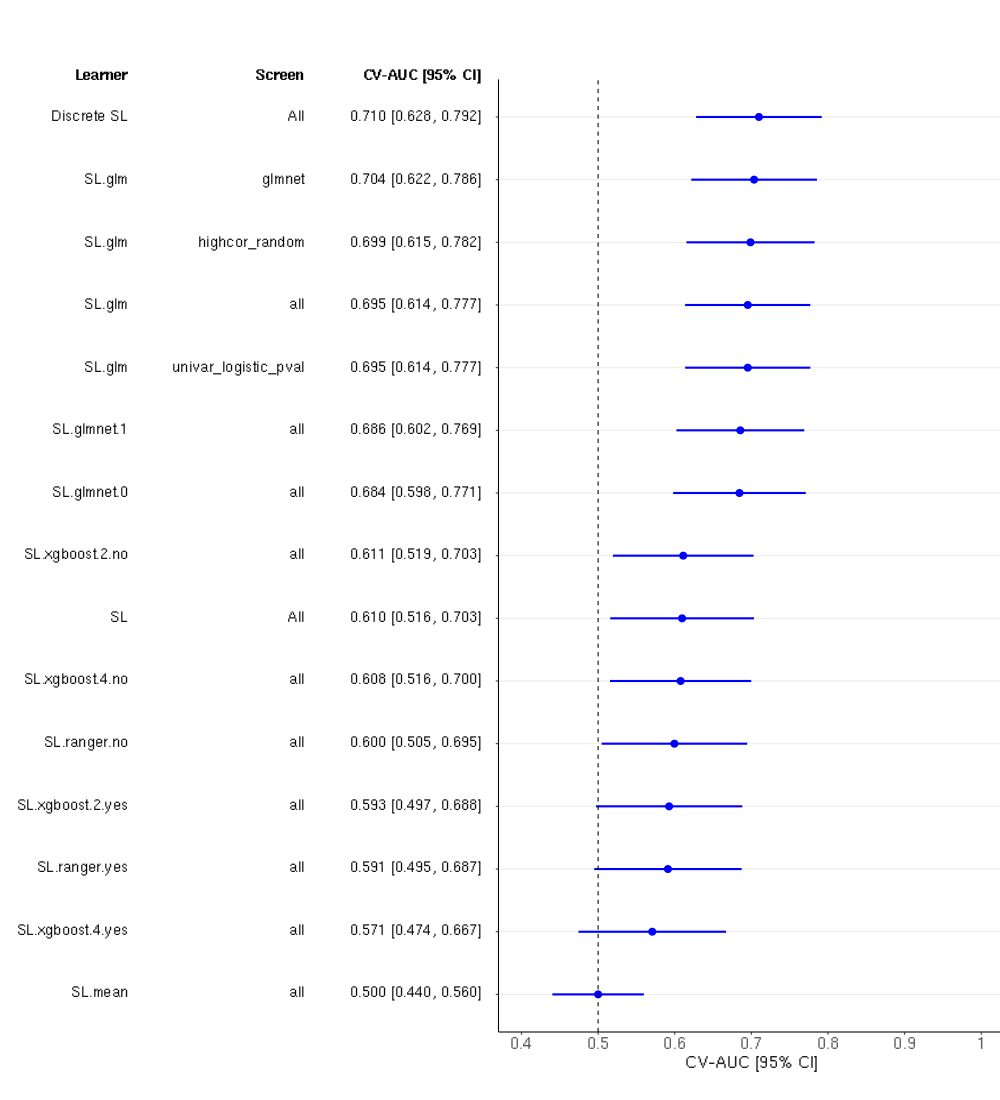 Learner Screen CV-AUC [95% CI]
Discrete SL All 0.710 [0.628, 0.792]
SL.glm glmnet 0.704 [0.622, 0.786]
SL.glm highcor_random 0.699 [0.615, 0.782]
SL.glm all 0.695 [0.614, 0.777]
SL.glm univar_logistic_pval 0.695 [0.614, 0.777]
SL.glmnet.1 all 0.686 [0.602, 0.769]
SL.glmnet.0 all 0.684 [0.598, 0.771]
SL.xgboost.2.no all 0.611 [0.519, 0.703]
SL All 0.610 [0.516, 0.703]
SL.xgboost.4.no all 0.608 [0.516, 0.700]
SL.ranger.no all 0.600 [0.505, 0.695]
SL.xgboost.2.yes all 0.593 [0.497, 0.688]
SL.ranger.yes all 0.591 [0.495, 0.687]
SL.xgboost.4.yes all 0.571 [0.474, 0.667]
SL.mean all 0.500 [0.440, 0.560]
0.4 0.5 0.6 0.7 0.8 0.9 1
CV-AUC [95% CI]